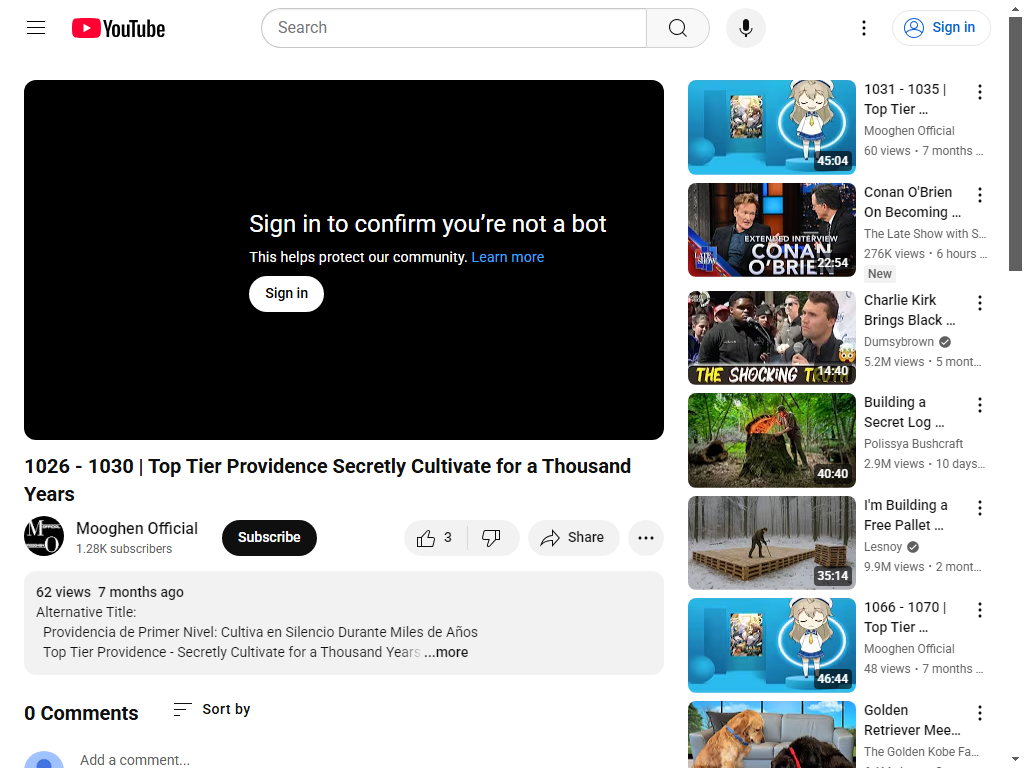 YouTube
Search
Sign in
Sign in to confirm you’re not a bot
This helps protect our community. Learn more
Sign in
1026 - 1030 | Top Tier Providence Secretly Cultivate for a Thousand
Years
Mooghen Official
1.28K subscribers
Subscribe
3
Share
62 views 7 months ago
Alternative Title:
Providencia de Primer Nivel: Cultiva en Silencio Durante Miles de Años
Top Tier Providence - Secretly Cultivate for a Thousand Years ...more
0 Comments
Sort by
Add a comment...
45:04
1031 - 1035 |
Top Tier ...
Mooghen Official
60 views • 7 months ...
EXTENDED INTERVIEW
CONAN
O'BRIEN
LATE SHOW
22:54
Conan O'Brien
On Becoming ...
The Late Show with S...
276K views • 6 hours ...
New
THE SHOCKING
14:40
Charlie Kirk
Brings Black ...
Dumsybrown
5.2M views • 5 mont...
40:40
Building a
Secret Log ...
Polissya Bushcraft
2.9M views • 10 days...
35:14
I'm Building a
Free Pallet ...
Lesnoy
9.9M views • 2 mont...
46:44
1066 - 1070 |
Top Tier ...
Mooghen Official
48 views • 7 months ...
Golden
Retriever Mee...
The Golden Kobe Fa...